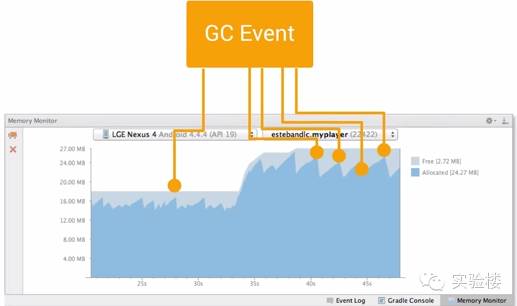 GC Event
Memory Monitor
LGE Nexus 4 Android 4.4.4 (API 19)
estebandlc.myplayer (22422)
27.00 MB
24.00 MB
20.00 MB
16.00 MB
12.00 MB
8.00 MB
4.00 MB
Free [2.72 MB]
Allocated [24.27 MB]
25s
30s
35s
40s
45s
实验楼
Event Log
Gradle Console
Memory Monitor